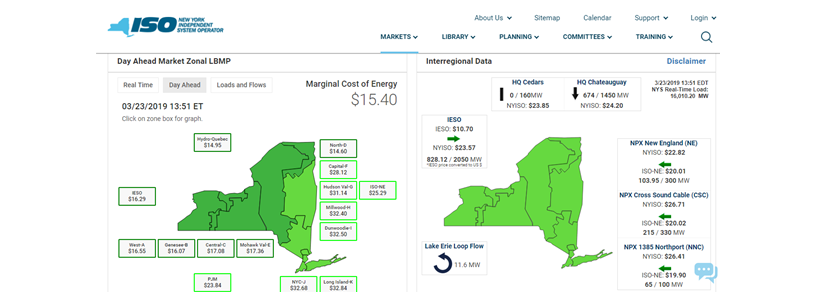 About Us
Sitemap
Calendar
Support
Login
ISO
NEW YORK
INDEPENDENT
SYSTEM OPERATOR
MARKETS
LIBRARY
PLANNING
COMMITTEES
TRAINING
Day Ahead Market Zonal LBMP
Real Time
Day Ahead
Loads and Flows
Marginal Cost of Energy
$15.40
03/23/2019 13:51 ET
Click on zone box for graph.
Hydro-Quebec
$14.95
North-D
$14.60
Capital-F
$28.12
IESO
$16.29
Hudson Val-G
$31.14
ISO-NE
$25.29
Millwood-H
$32.40
Dunwoodie-I
$32.50
West-A
$16.55
Genesee-B
$16.07
Central-C
$17.08
Mohawk Val-E
$17.36
PJM
$23.84
NYC-J
$32.68
Long Island-K
$32.84
Interregional Data
Disclaimer
HQ Cedars
0 / 160MW
NYISO: $23.85
HQ Chateauguay
674 / 1450 MW
NYISO: $24.20
3/23/2019 13:51 EDT
NYS Real-Time Load:
16,010.20 MW
IESO
IESO: $10.70
NYISO: $23.57
828.12 / 2050 MW
*IESO price converted to US $
NPX New England (NE)
NYISO: $22.82
ISO-NE: $20.01
103.95 / 300 MW
NPX Cross Sound Cable (CSC)
NYISO: $26.71
ISO-NE: $20.02
215 / 330 MW
NPX 1385 Northport (NNC)
NYISO: $26.41
ISO-NE: $19.90
65 / 100 MW
Lake Erie Loop Flow
11.6 MW